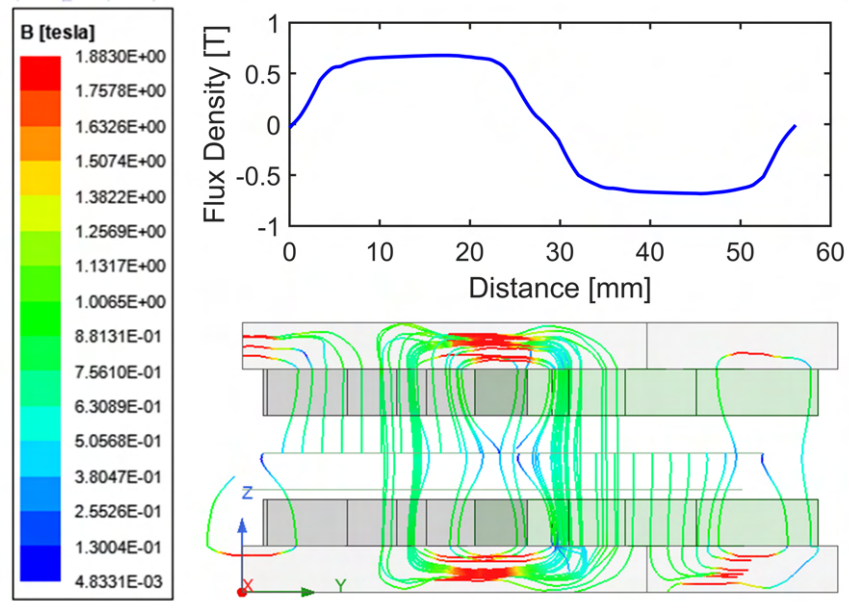 B [tesla]
1.8830E+00
1.7578E+00
1.6326E+00
1.5074E+00
1.3822E+00
1.2569E+00
1.1317E+00
1.0065E+00
8.8131E-01
7.5610E-01
6.3089E-01
5.0568E-01
3.8047E-01
2.5526E-01
1.3004E-01
4.8331E-03
Flux Density [T]
1
0.5
0
-0.5
-1
0 10 20 30 40 50 60
Distance [mm]
Z
X
Y